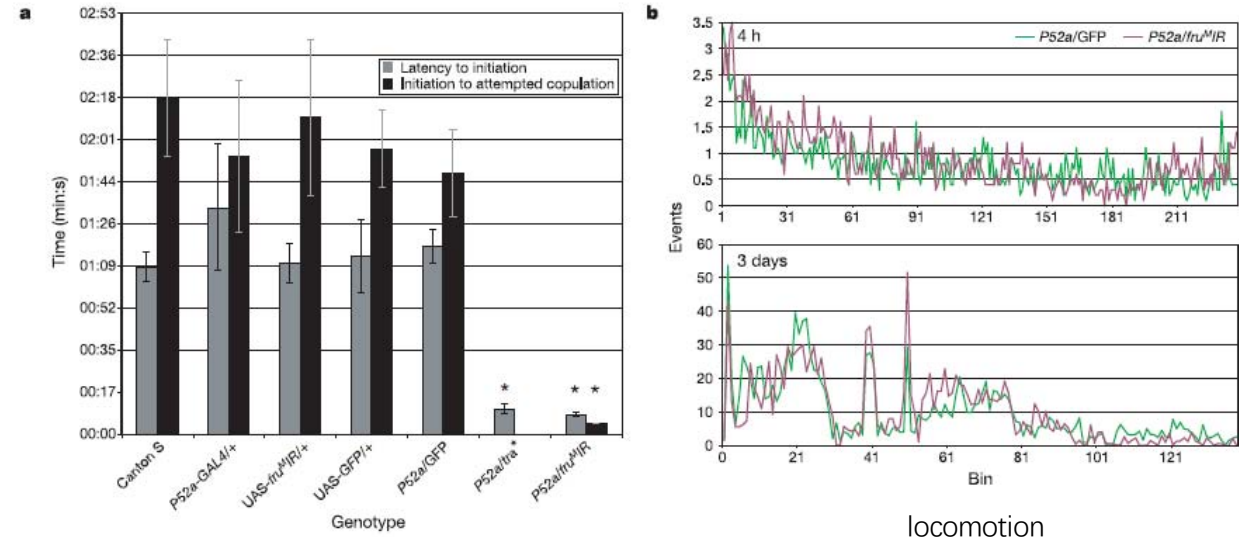 a
02:53
02:36
02:18
02:01
01:44
01:26
01:09
00:52
00:35
00:17
00:00
Time (min:s)
Latency to initiation
Initiation to attempted copulation
* * *
Canton S
P52a-GAL4/+
UAS-fruMIR/+
UAS-GFP/+
P52a/GFP
P52a/tra*
P52a/fruMIR
Genotype
b
4 h
P52a/GFP P52a/fruMIR
3.5
3
2.5
2
1.5
1
0.5
0
1 31 61 91 121 151 181 211
Events
3 days
60
50
40
30
20
10
0
0 21 41 61 81 101 121
Bin
locomotion